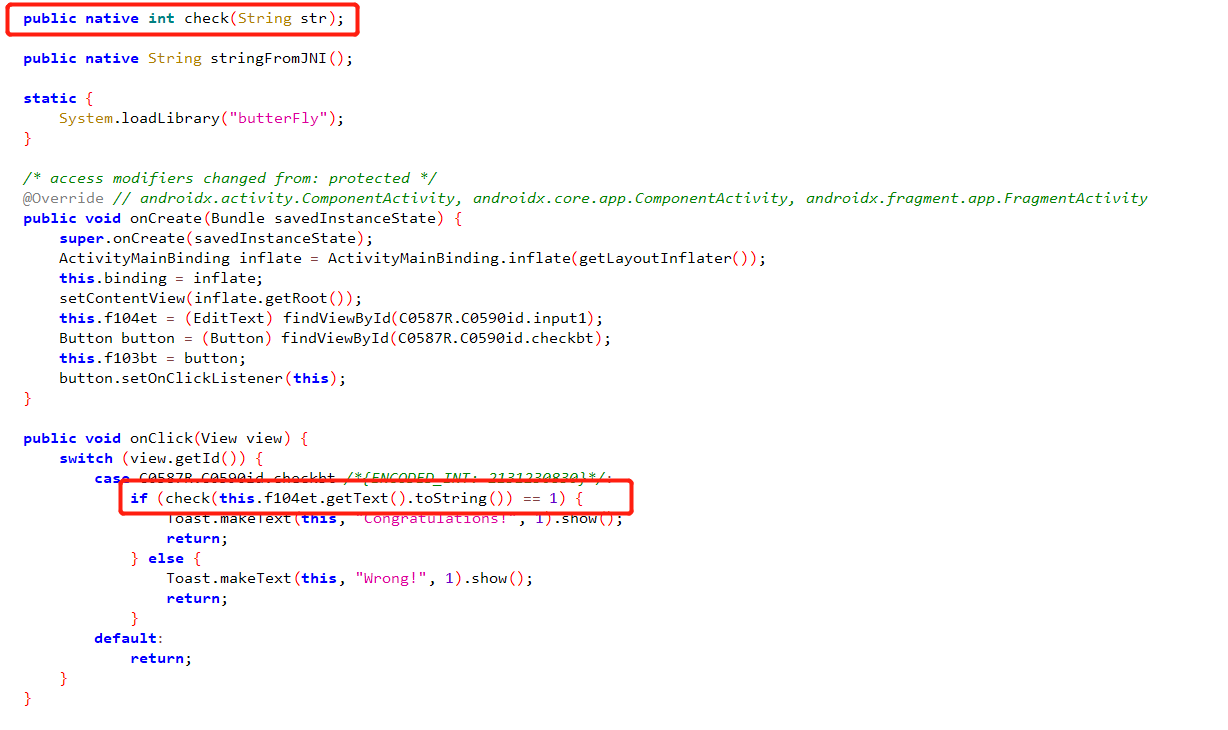 public native int check(String str);
public native String stringFromJNI();
static {
System.loadLibrary("butterFly");
}
/* access modifiers changed from: protected */
@Override // androidx.activity.ComponentActivity, androidx.core.app.ComponentActivity, androidx.fragment.app.FragmentActivity
public void onCreate(Bundle savedInstanceState) {
super.onCreate(savedInstanceState);
ActivityMainBinding inflate = ActivityMainBinding.inflate(getLayoutInflater());
this.binding = inflate;
setContentView(inflate.getRoot());
this.f104et = (EditText) findViewById(C0587R.C0590id.input1);
Button button = (Button) findViewById(C0587R.C0590id.checkbt);
this.f103bt = button;
button.setOnClickListener(this);
}
public void onClick(View view) {
switch (view.getId()) {
case C0587R.C0590id.checkbt /*{ENCODED_INT: 2131230830}*/:
if (check(this.f104et.getText().toString()) == 1) {
Toast.makeText(this, "Congratulations!", 1).show();
return;
} else {
Toast.makeText(this, "Wrong!", 1).show();
return;
}
default:
return;
}
}